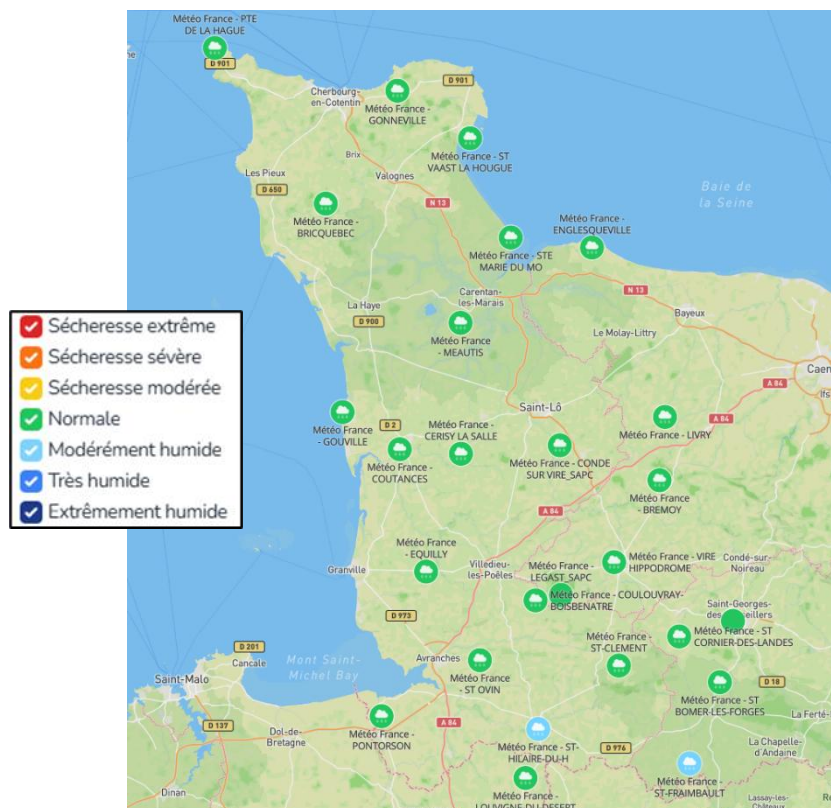 Météo France - PTE
DE LA HAGUE
D 901
Cherbourg-
en-Cotentin
D 901
Météo France -
GONNEVILLE
Météo France - ST
VAAST LA HOUGUE
Brix
Les Pieux
Valognes
D 650
N 13
Baie de
la Seine
Météo France -
BRICQUEBEC
Météo France -
ENGLESQUEVILLE
Météo France - STE
MARIE DU MO
Carentan-
les-Marais
N 13
La Haye
D 900
Bayeux
Météo France
- MEAUTIS
Le Molay-Littry
Caen
A 84
Ifs
Sécheresse extrême
Sécheresse sévère
Sécheresse modérée
Normale
Modérément humide
Très humide
Extrêmement humide
Saint-Lô
D 2
Météo France -
CERISY LA SALLE
Météo France
- GOUVILLE
Météo France - LIVRY
Météo France -
COUTANCES
Météo France - CONDE
SUR VIRE_SAPC
Météo France
- BREMOY
A 84
Météo France
- EQUILLY
Granville
Villedieu-
les-Poêles
Météo France -
LEGAST_SAPC
Météo France - VIRE
HIPPODROME
Condé-sur-
Noireau
Météo France - COULOUVRAY-
BOISBENATRE
D 973
Saint-Georges-
Météo France - ST
CORNIER-DES-LANDES
Météo France -
ST-CLEMENT
D 201
Cancale
Mont Saint-
Michel Bay
Avranches
Météo France
- ST OVIN
Saint-Malo
D 18
Météo France - ST
BOMER-LES-FORGES
La Ferté-
D 137
Dol-de-
Bretagne
Météo France -
PONTORSON
A 84
Météo France - ST-
HILAIRE-DU-H
D 976
La Chapelle-
d'Andaine
Météo France -
ST-FRAIMBAULT
Dinan
LOUVIGNE-DU-DESERT
Lassay-les-